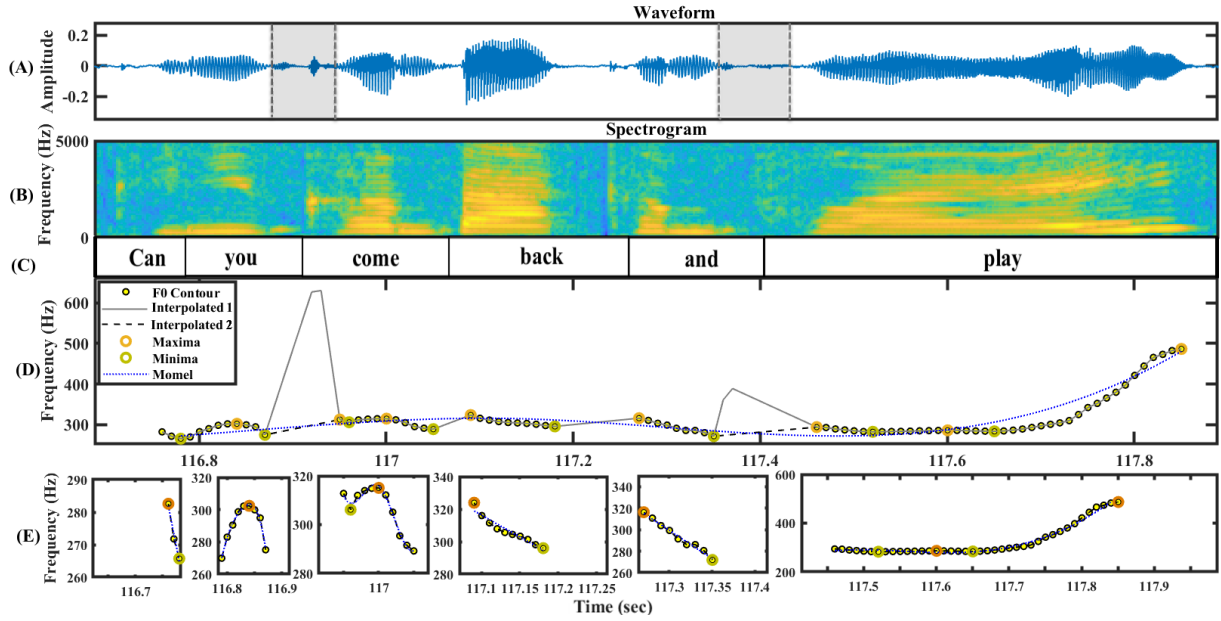 Waveform
(A)
Amplitude
0.2
0
-0.2
Spectrogram
(B)
Frequency (Hz)
5000
0
(C)
Can you come back and play
(D)
Frequency (Hz)
600
500
400
300
F0 Contour
Interpolated 1
Interpolated 2
Maxima
Minima
Momel
116.8 117 117.2 117.4 117.6 117.8
(E)
Frequency (Hz)
290
280
270
260
116.7
320
300
280
260
116.8 116.9
320
300
280
117
340
320
300
280
117.1 117.15 117.2 117.25
340
320
300
280
260
117.3 117.35 117.4
600
400
200
117.5 117.6 117.7 117.8 117.9
Time (sec)